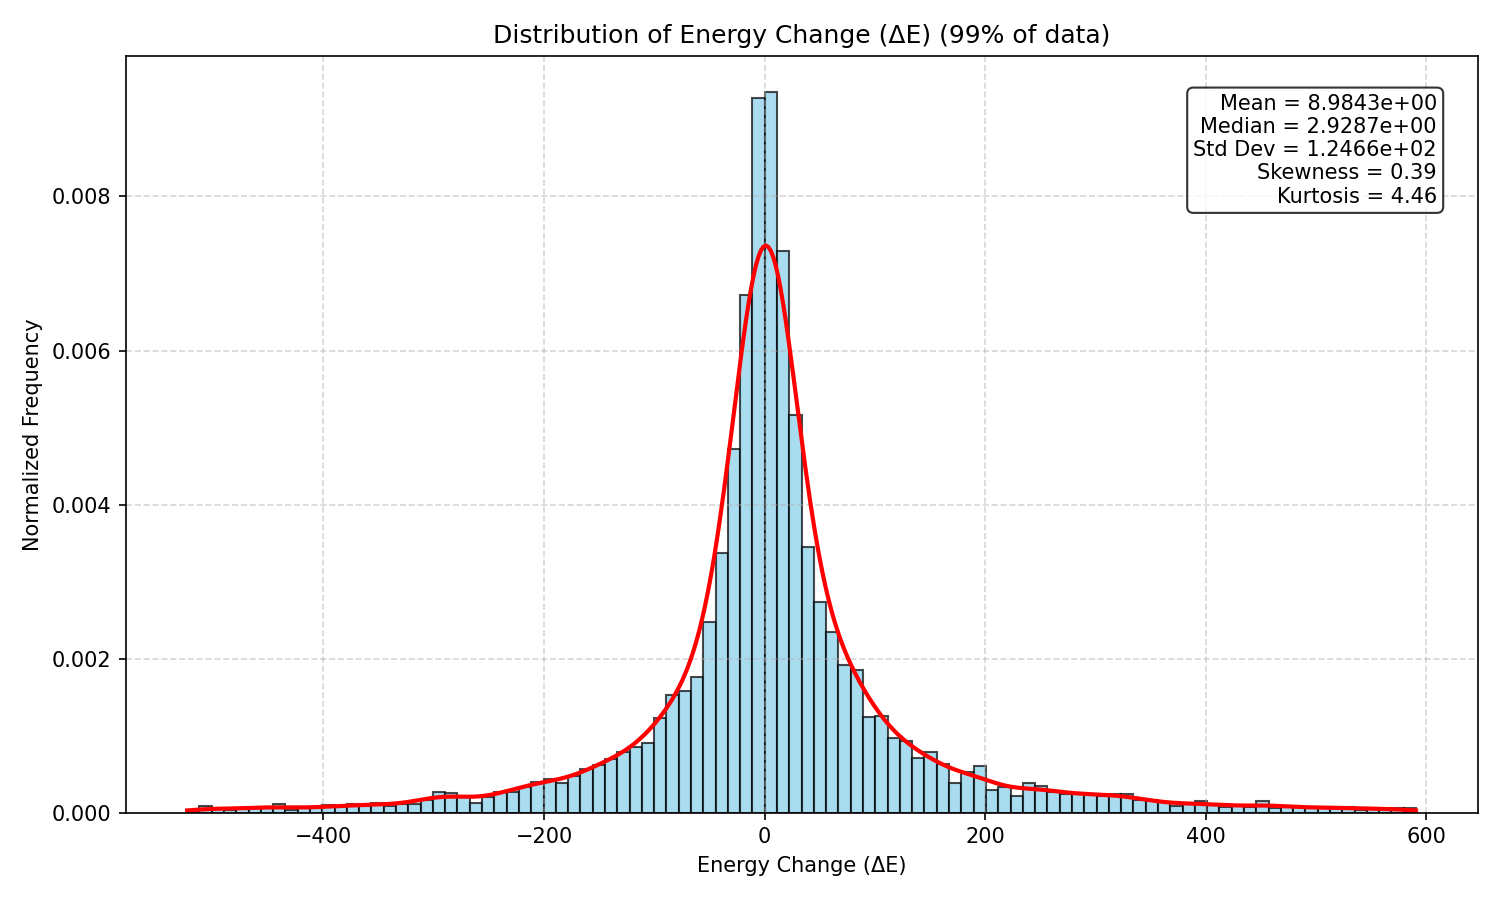 Distribution of Energy Change (ΔE) (99% of data)
Mean = 8.9843e+00
Median = 2.9287e+00
Std Dev = 1.2466e+02
Skewness = 0.39
Kurtosis = 4.46
Normalized Frequency
0.008
0.006
0.004
0.002
0.000
−400
−200
0
200
400
600
Energy Change (ΔE)